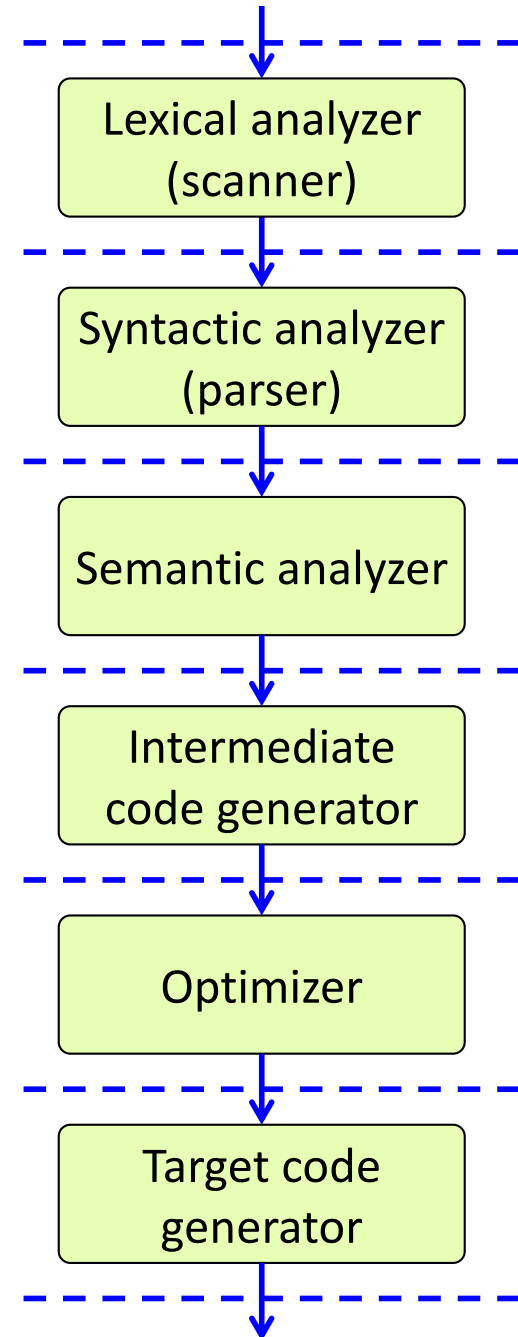 Lexical analyzer
(scanner)
Syntactic analyzer
(parser)
Semantic analyzer
Intermediate
code generator
Optimizer
Target code
generator